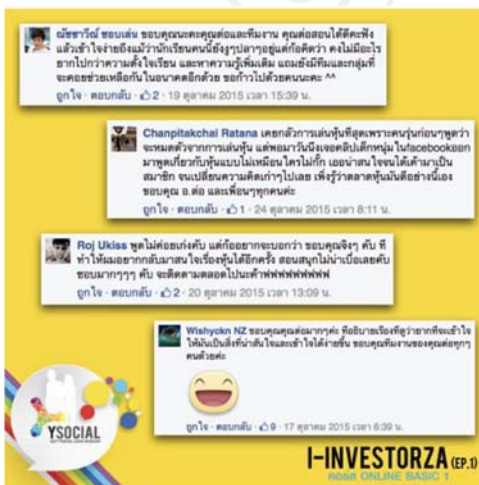 ณัชชาวีณ์ ชอบเล่น ขอบคุณนะคะคุณต่อและทีมงาน คุณต่อสอนได้ดีคะฟัง
แล้วเข้าใจง่ายถึงแม้ว่านักเรียนคนนี้ยังงูๆปลาๆอยู่แต่ก้อคิดว่า คงไม่มีอะไร
ยากไปกว่าความตั้งใจเรียน และหาความรู้เพิ่มเติม แถมยังมีทีมและกลุ่มที่
จะคอยช่วยเหลือกันในอนาคตอีกด้วย ขอก้าวไปด้วยคนนะคะ ^^
ถูกใจ · ตอบกลับ · 2 · 19 ตุลาคม 2015 เวลา 15:39 น.
Chanpitakchai Ratana เคยกลัวการเล่นหุ้นที่สุดเพราะคนรุ่นก่อนๆพูดว่า
จะหมดตัวจากการเล่นหุ้น แต่พอมาวันนึงเจอคลิปเด็กหนุ่มในfacebookออก
มาพูดเกี่ยวกับหุ้นแบบไม่เหมือนใครไม่กั๊ก เออน่าสนใจจนได้เค้ามาเป็น
สมาชิก จนเปลี่ยนความคิดเก่าๆไปเลย เพิ่งรู้ว่าตลาดหุ้นมันดีอย่างนี้เอง
ขอบคุณ อ.ต่อ และเพื่อนๆทุกคนค่ะ
ถูกใจ · ตอบกลับ · 1 · 24 ตุลาคม 2015 เวลา 8:11 น.
Roj Ukiss พูดไม่ค่อยเก่งคับ แต่ก้ออยากจะบอกว่า ขอบคุณจิงๆ คับ ที่
ทำให้ผมอยากกลับมาสนใจเรื่องหุ้นได้อีกครั้ง สอนสนุกไม่น่าเบื่อเลยคับ
ชอบมากๆๆๆ คับ จะติดตามตลอดไปนะค้าฟฟฟฟฟฟฟฟฟ
ถูกใจ · ตอบกลับ · 2 · 20 ตุลาคม 2015 เวลา 13:09 น.
Wishyckn NZ ขอบคุณคุณต่อมากๆค่ะ ที่อธิบายเรื่องที่ดูว่ายากที่จะเข้าใจ
ให้มันเป็นสิ่งที่น่าสนใจและเข้าใจได้ง่ายขึ้น ขอบคุณทีมงานของคุณต่อทุกๆ
คนด้วยค่ะ
ถูกใจ · ตอบกลับ · 9 · 17 ตุลาคม 2015 เวลา 6:39 น.
YSOCIAL
I-INVESTORZA (EP.1)
คอร์ส ONLINE BASIC 1